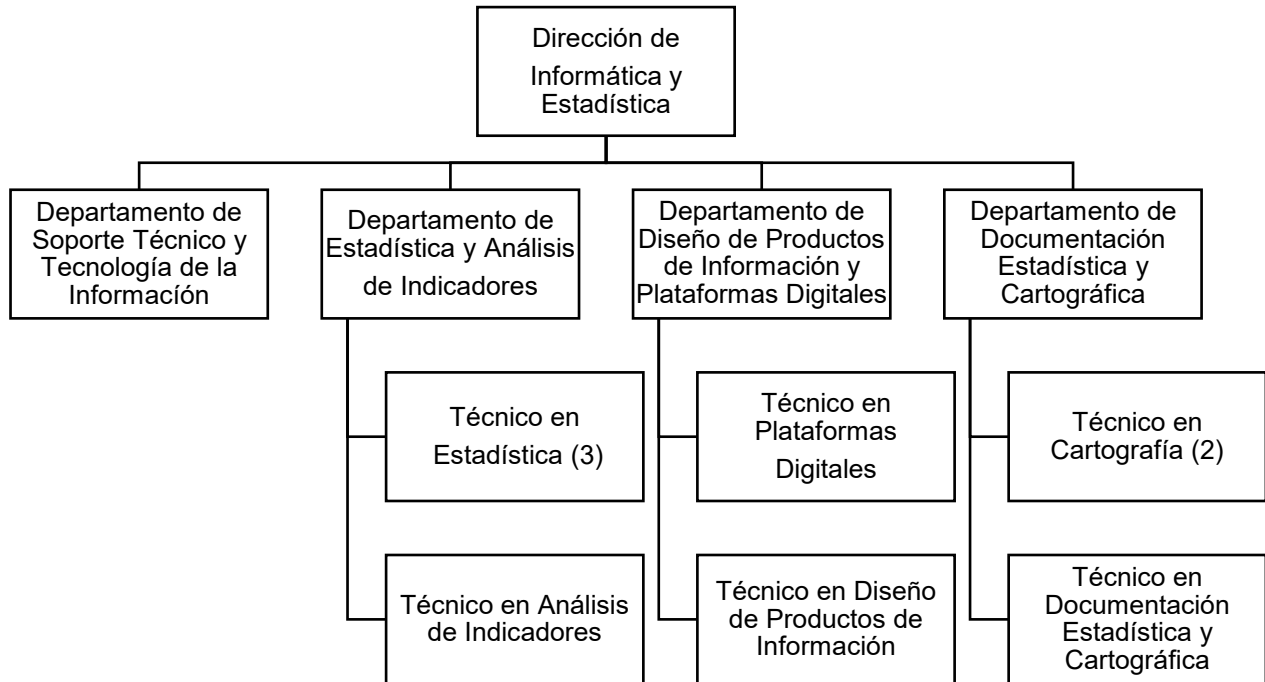 Dirección de
Informática y
Estadística
Departamento de
Soporte Técnico y
Tecnología de la
Informacíón
Departamento de
Estadística y Análisis
de Indicadores
Departamento de
Diseño de Productos
de Información y
Plataformas Digitales
Departamento de
Documentación
Estadística y
Cartográfica
Técnico en
Estadística (3)
Técnico en
Plataformas
Digitales
Técnico en
Cartografía (2)
Técnico en Análisis
de Indicadores
Técnico en Diseño
de Productos de
Información
Técnico en
Documentación
Estadística y
Cartográfica